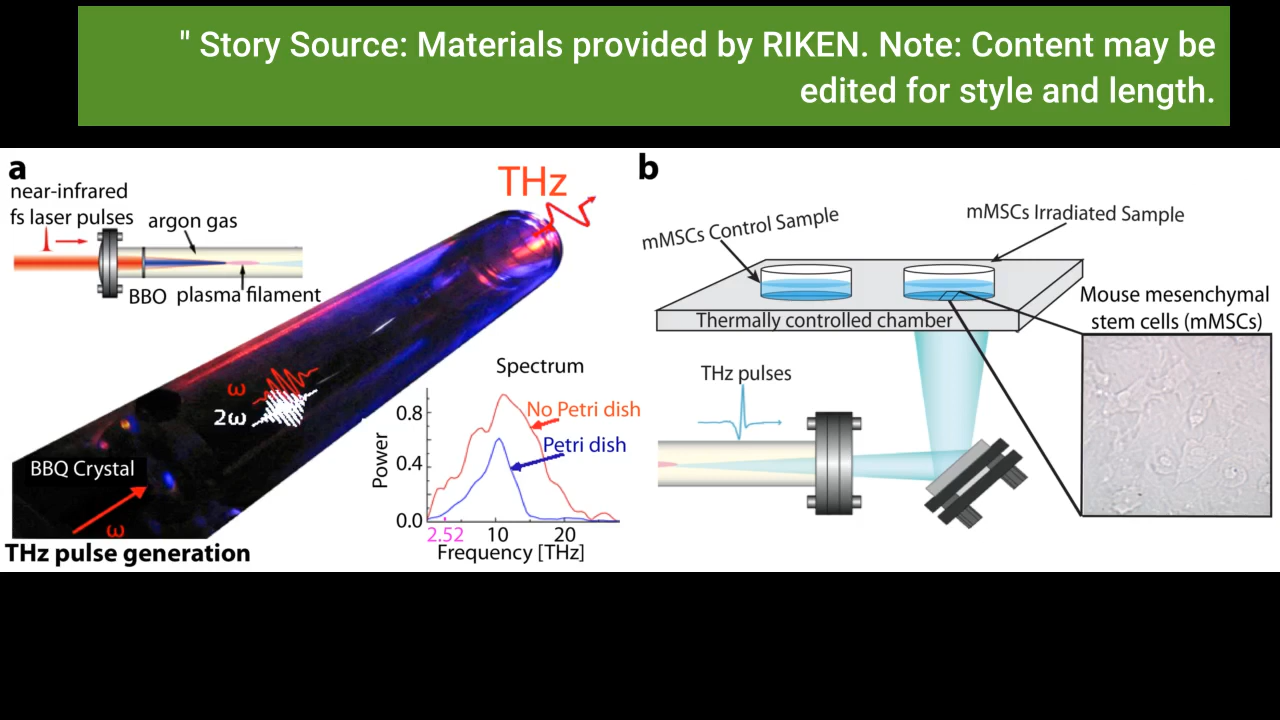 " Story Source: Materials provided by RIKEN. Note: Content may be
edited for style and length.
a
near-infrared
fs laser pulses
argon gas
BBO
plasma filament
THz
ω
2ω
BBQ Crystal
ω
THz pulse generation
Spectrum
Power
0.8
0.4
0.0
No Petri dish
Petri dish
2.52
10
20
Frequency [THz]
b
mMSCs Control Sample
mMSCs Irradiated Sample
Thermally controlled chamber
THz pulses
Mouse mesenchymal
stem cells (mMSCs)